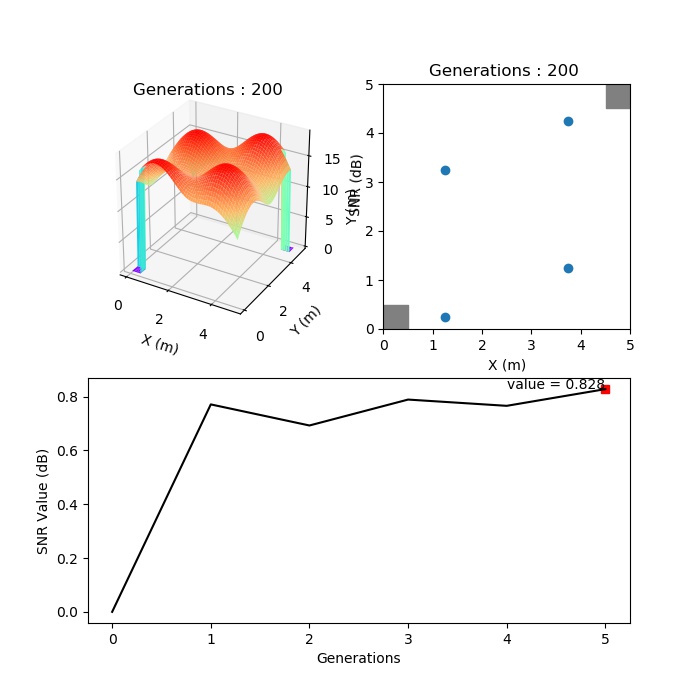 Generations : 200
15
10
5
0
SNR (dB)
0
2
4
X (m)
0
2
4
Y (m)
Generations : 200
5
4
3
2
1
0
Y (m)
0 1 2 3 4 5
X (m)
value = 0.828
0.8
0.6
0.4
0.2
0.0
SNR Value (dB)
0 1 2 3 4 5
Generations